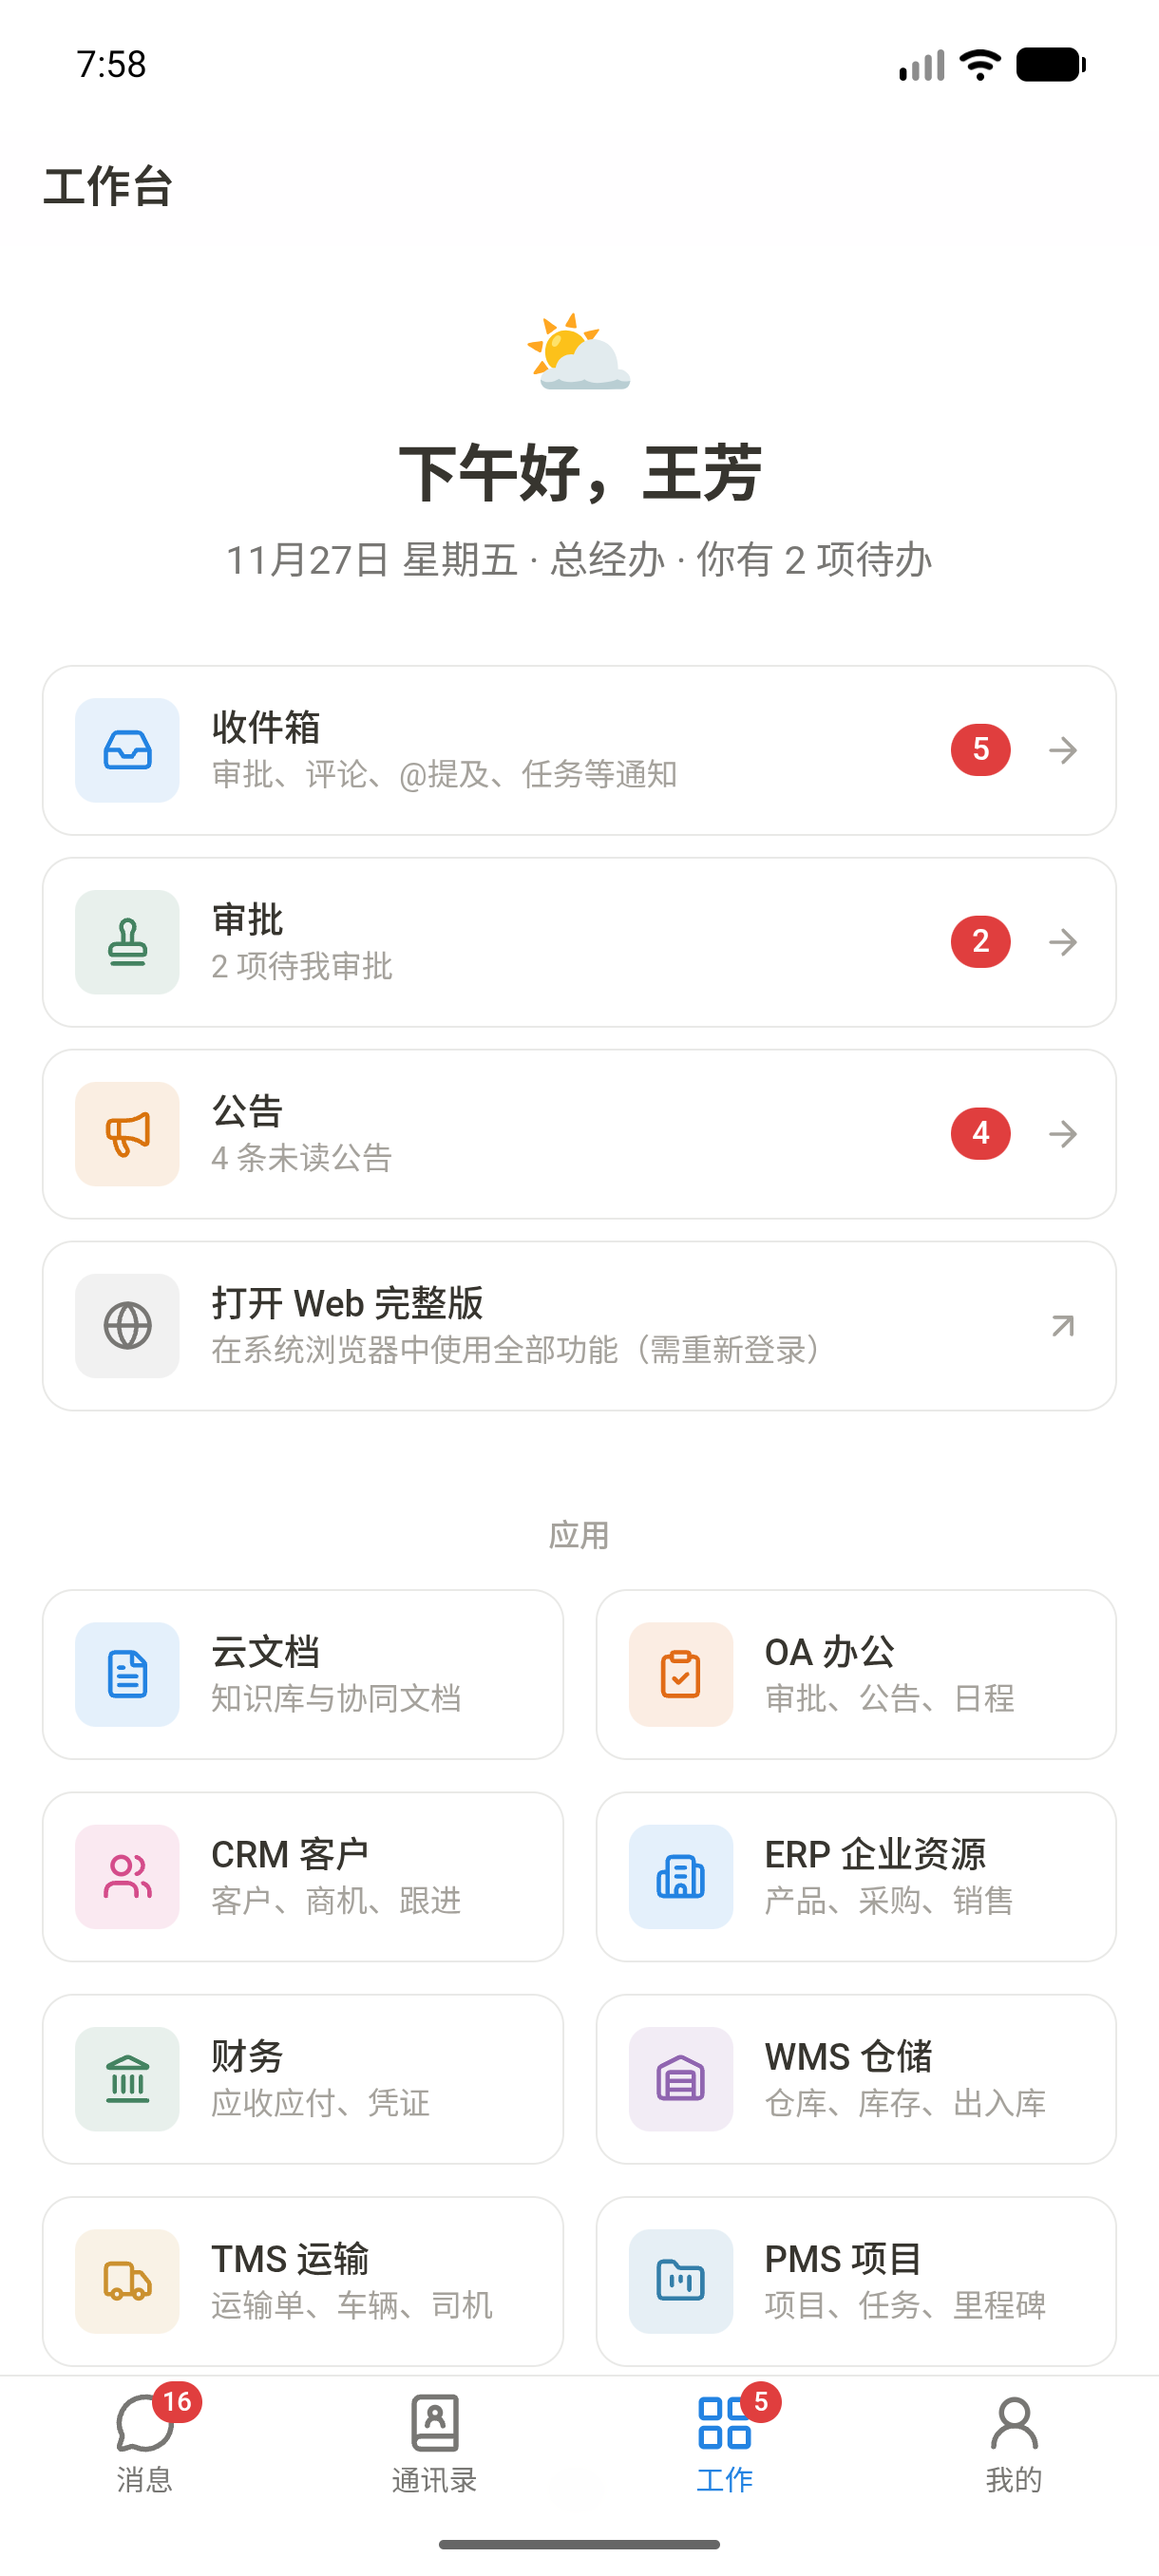 7:58
工作台
下午好，王芳
11月27日 星期五 · 总经办 · 你有 2 项待办
收件箱
审批、评论、@提及、任务等通知
5
审批
2 项待我审批
2
公告
4 条未读公告
4
打开 Web 完整版
在系统浏览器中使用全部功能（需重新登录）
应用
云文档
知识库与协同文档
OA 办公
审批、公告、日程
CRM 客户
客户、商机、跟进
ERP 企业资源
产品、采购、销售
财务
应收应付、凭证
WMS 仓储
仓库、库存、出入库
TMS 运输
运输单、车辆、司机
PMS 项目
项目、任务、里程碑
16
消息
通讯录
5
工作
我的